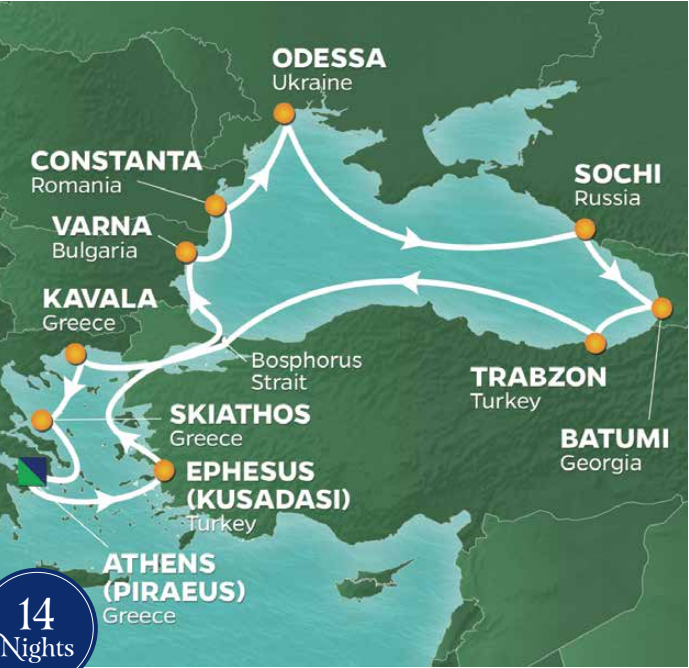 ODESSA
Ukraine
CONSTANTA
Romania
SOCHI
Russia
VARNA
Bulgaria
KAVALA
Greece
Bosphorus
Strait
TRABZON
Turkey
SKIATHOS
Greece
BATUMI
Georgia
EPHESUS
(KUSADASI)
Turkey
ATHENS
(PIRAEUS)
Greece
14
Nights